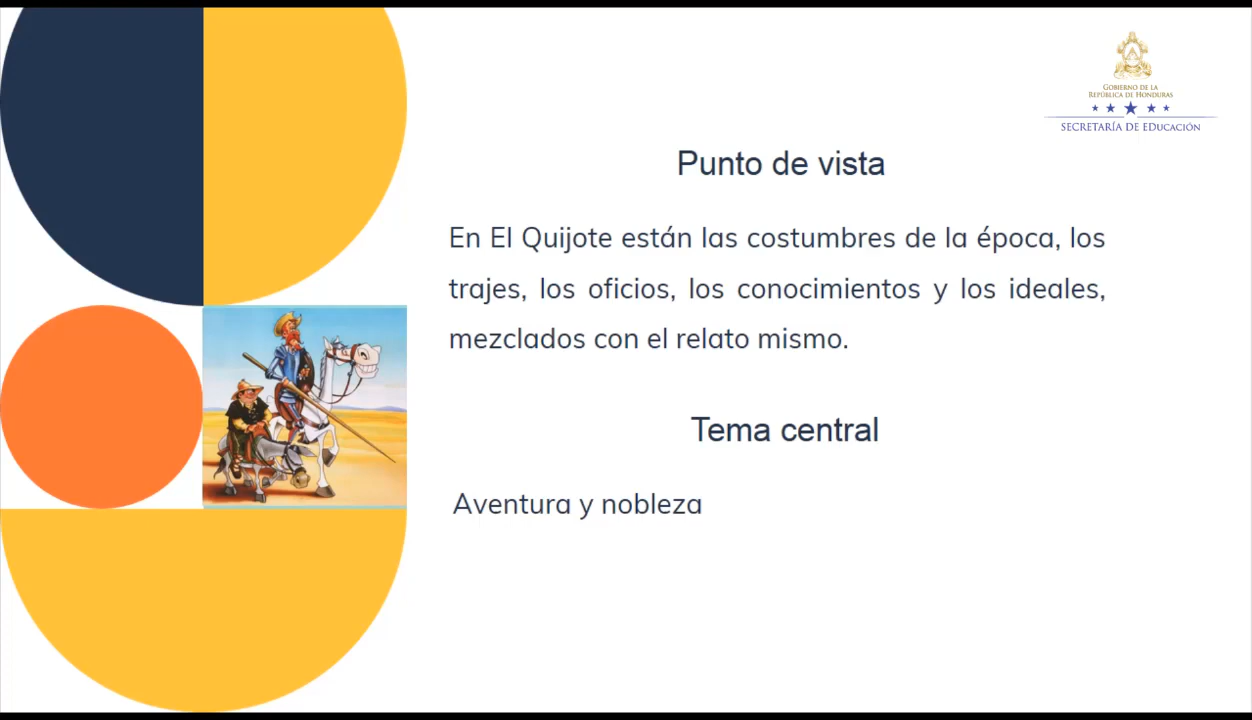 GOBIERNO DE LA
REPÚBLICA DE HONDURAS
SECRETARÍA DE EDUCACIÓN
Punto de vista
En El Quijote están las costumbres de la época, los
trajes, los oficios, los conocimientos y los ideales,
mezclados con el relato mismo.
Tema central
Aventura y nobleza